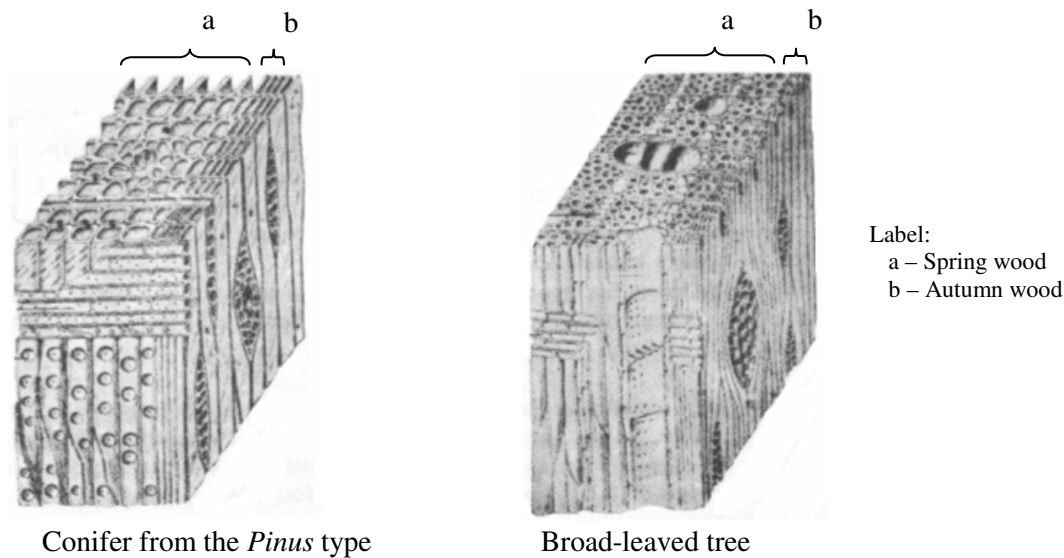 a b
a b
Label:
a – Spring wood
b – Autumn wood
Conifer from the Pinus type
Broad-leaved tree